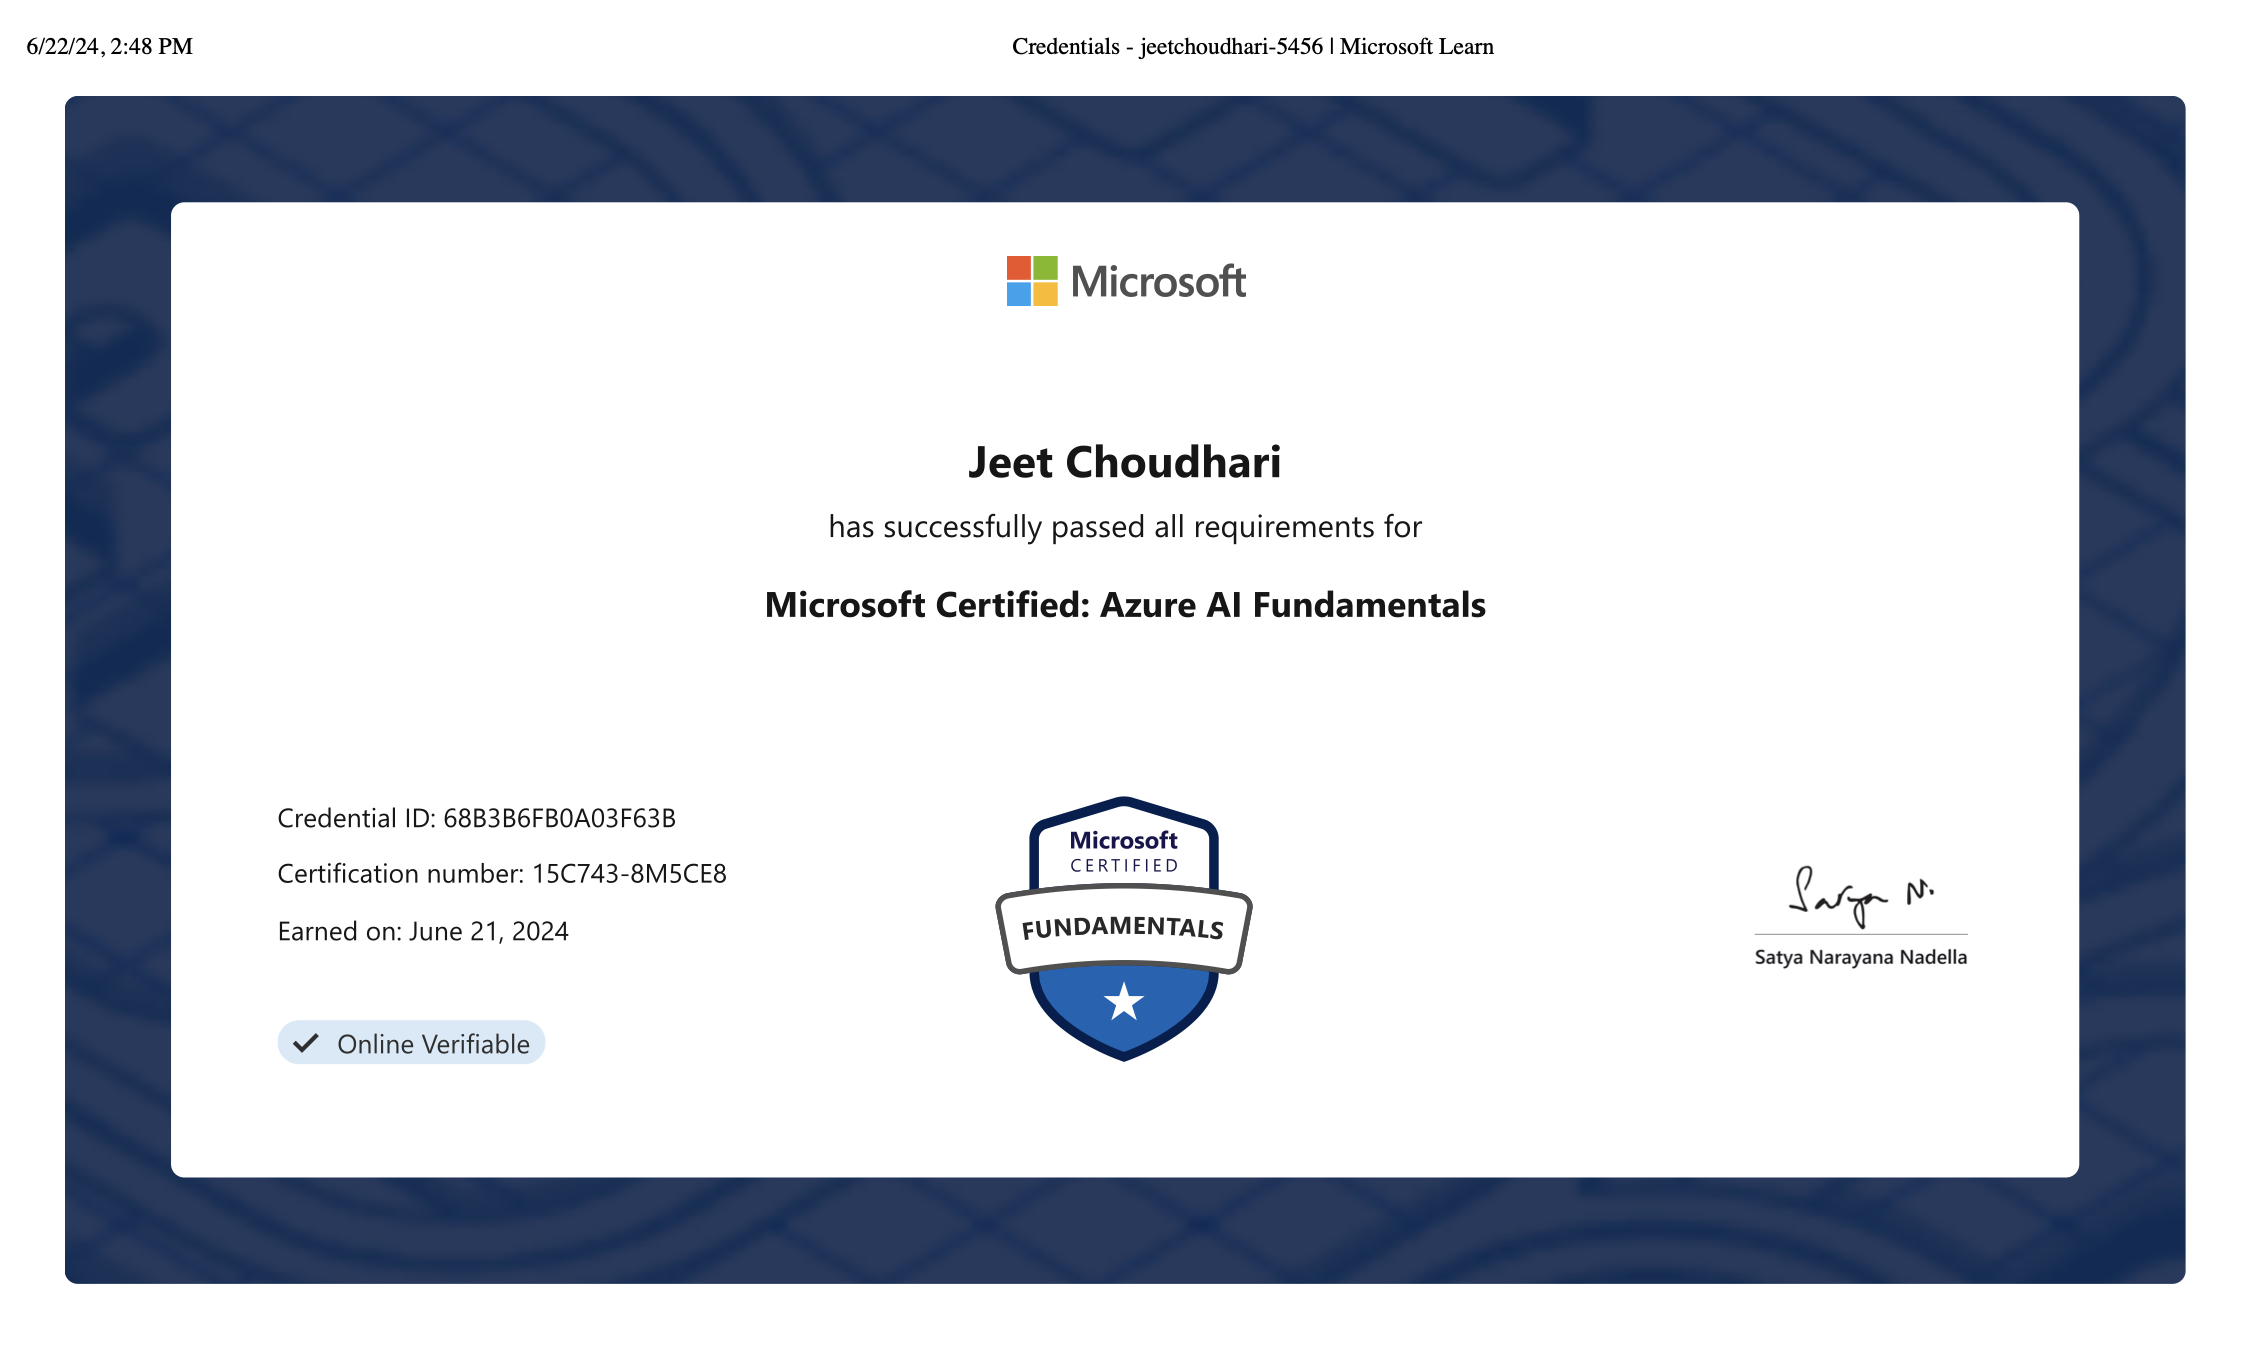 6/22/24, 2:48 PM
Credentials - jeetchoudhari-5456 | Microsoft Learn
Microsoft
Jeet Choudhari
has successfully passed all requirements for
Microsoft Certified: Azure AI Fundamentals
Credential ID: 68B3B6FB0A03F63B
Certification number: 15C743-8M5CE8
Earned on: June 21, 2024
Online Verifiable
Microsoft
CERTIFIED
FUNDAMENTALS
Satya N.
Satya Narayana Nadella